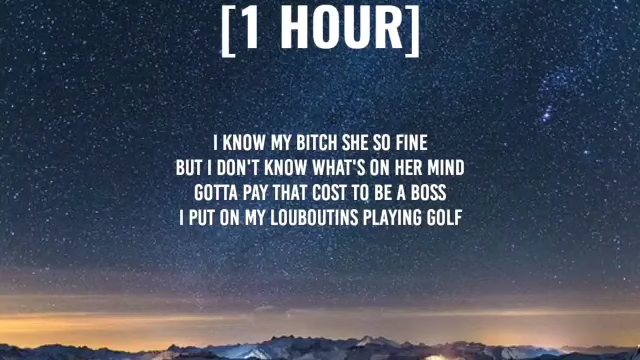 [1 HOUR]
I KNOW MY BITCH SHE SO FINE
BUT I DON'T KNOW WHAT'S ON HER MIND
GOTTA PAY THAT COST TO BE A BOSS
I PUT ON MY LOUBOUTINS PLAYING GOLF